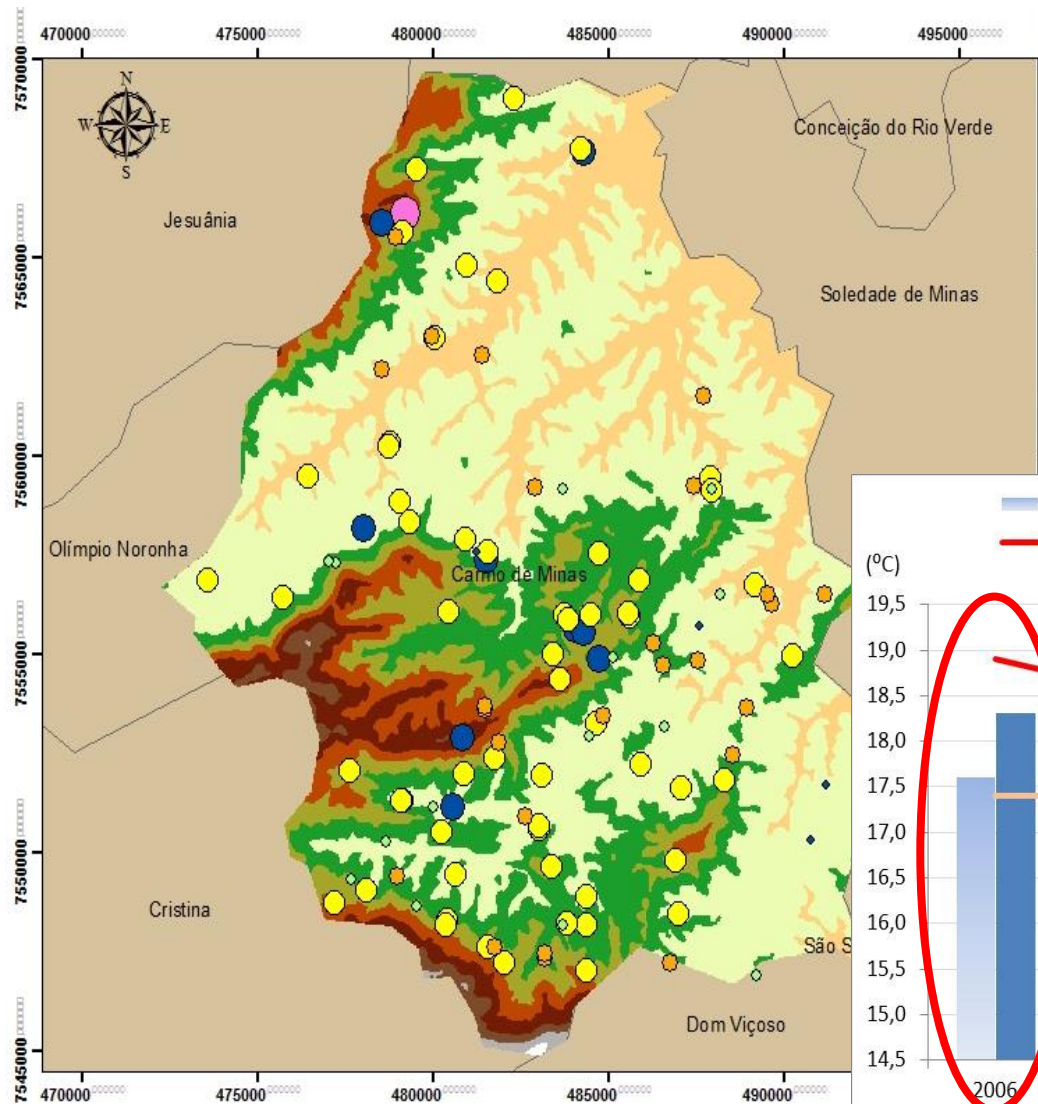 470000 475000 480000 485000 490000 495000
7570000
7565000
7560000
7555000
7550000
7545000
N
W E
S
Conceição do Rio Verde
Jesuânia
Soledade de Minas
Olímpio Noronha
Carmo de Minas
Cristina
São S
Dom Viçoso
(ºC)
19,5
19,0
18,5
18,0
17,5
17,0
16,5
16,0
15,5
15,0
14,5
2006
470000 475000 480000 485000 490000 495000